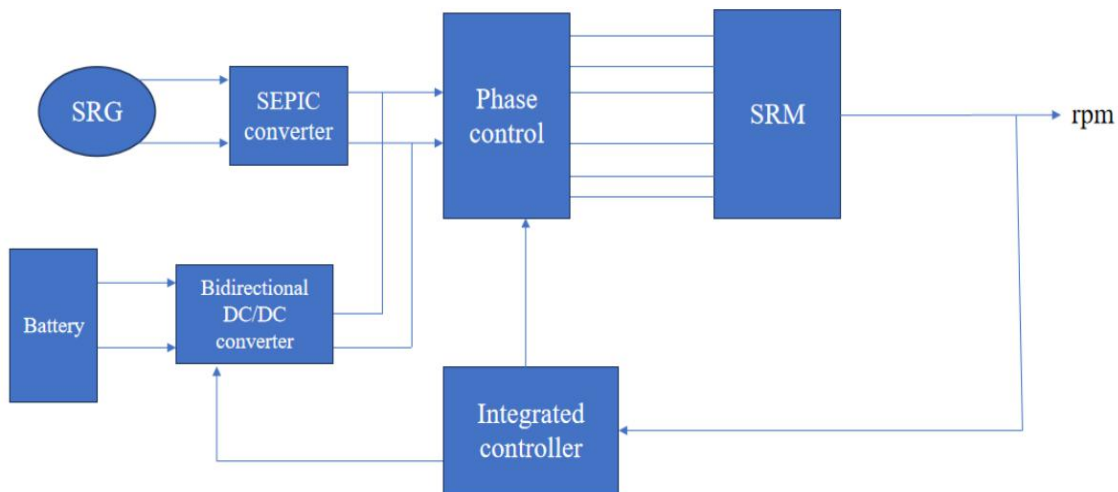 SRG
SEPIC
converter
Phase
control
SRM
rpm
Battery
Bidirectional
DC/DC
converter
Integrated
controller